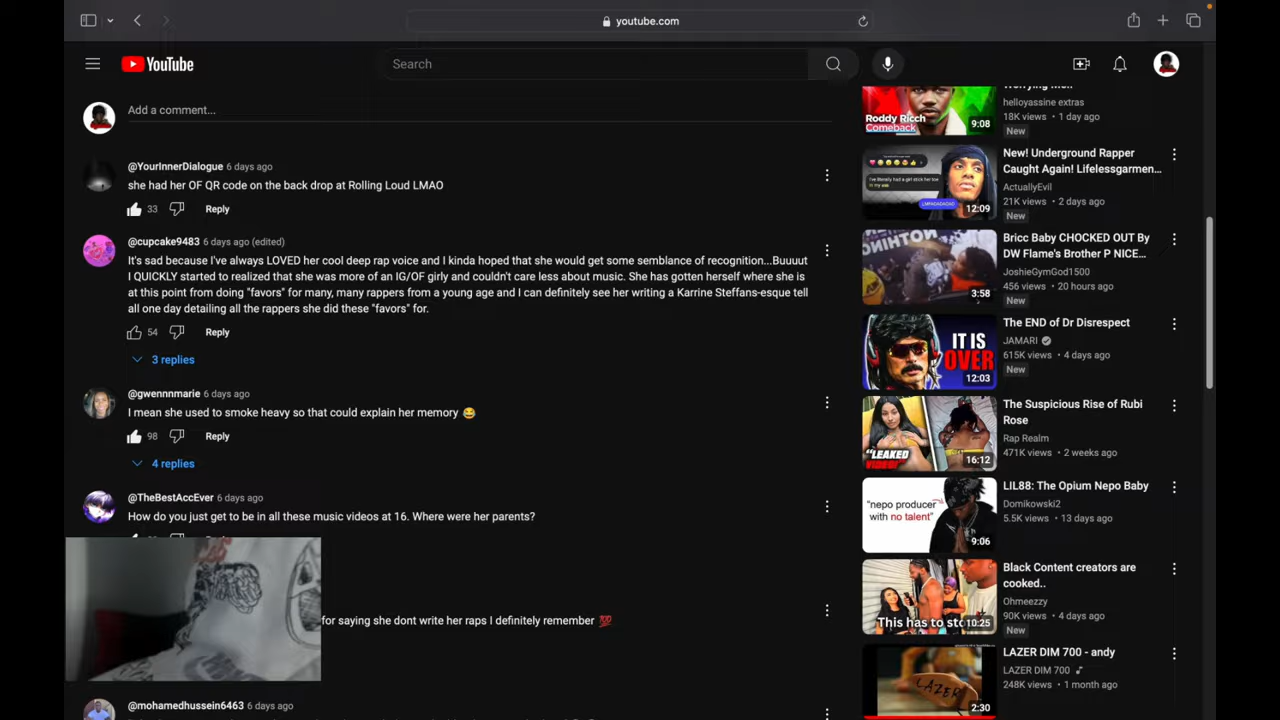 youtube.com
YouTube
Search
Add a comment...
@YourInnerDialogue 6 days ago
she had her OF QR code on the back drop at Rolling Loud LMAO
33 Reply
@cupcake9483 6 days ago (edited)
It's sad because I've always LOVED her cool deep rap voice and I kinda hoped that she would get some semblance of recognition...Buuuut
I QUICKLY started to realized that she was more of an IG/OF girly and couldn't care less about music. She has gotten herself where she is
at this point from doing "favors" for many, many rappers from a young age and I can definitely see her writing a Karrine Steffans-esque tell
all one day detailing all the rappers she did these "favors" for.
54 Reply
3 replies
@gwennnmarie 6 days ago
I mean she used to smoke heavy so that could explain her memory 😂
98 Reply
4 replies
@TheBestAccEver 6 days ago
How do you just get to be in all these music videos at 16. Where were her parents?
for saying she dont write her raps I definitely remember 💯
@mohamedhussein6463 6 days ago
Roddy Ricch
Comeback
9:08
helloyassine extras
18K views • 1 day ago
New
12:09
New! Underground Rapper
Caught Again! Lifelessgarmen...
ActuallyEvil
21K views • 2 days ago
New
3:58
Bricc Baby CHOCKED OUT By
DW Flame's Brother P NICE...
JoshieGymGod1500
456 views • 20 hours ago
New
IT IS
OVER
12:03
The END of Dr Disrespect
JAMARI
615K views • 4 days ago
New
"LEAKED
VIDEO!"
16:12
The Suspicious Rise of Rubi
Rose
Rap Realm
471K views • 2 weeks ago
"nepo producer
with no talent"
9:06
LIL88: The Opium Nepo Baby
Domikowski2
5.5K views • 13 days ago
This has to sto
10:25
Black Content creators are
cooked..
Ohmeezzy
90K views • 4 days ago
New
LAZER
2:30
LAZER DIM 700 - andy
LAZER DIM 700
248K views • 1 month ago